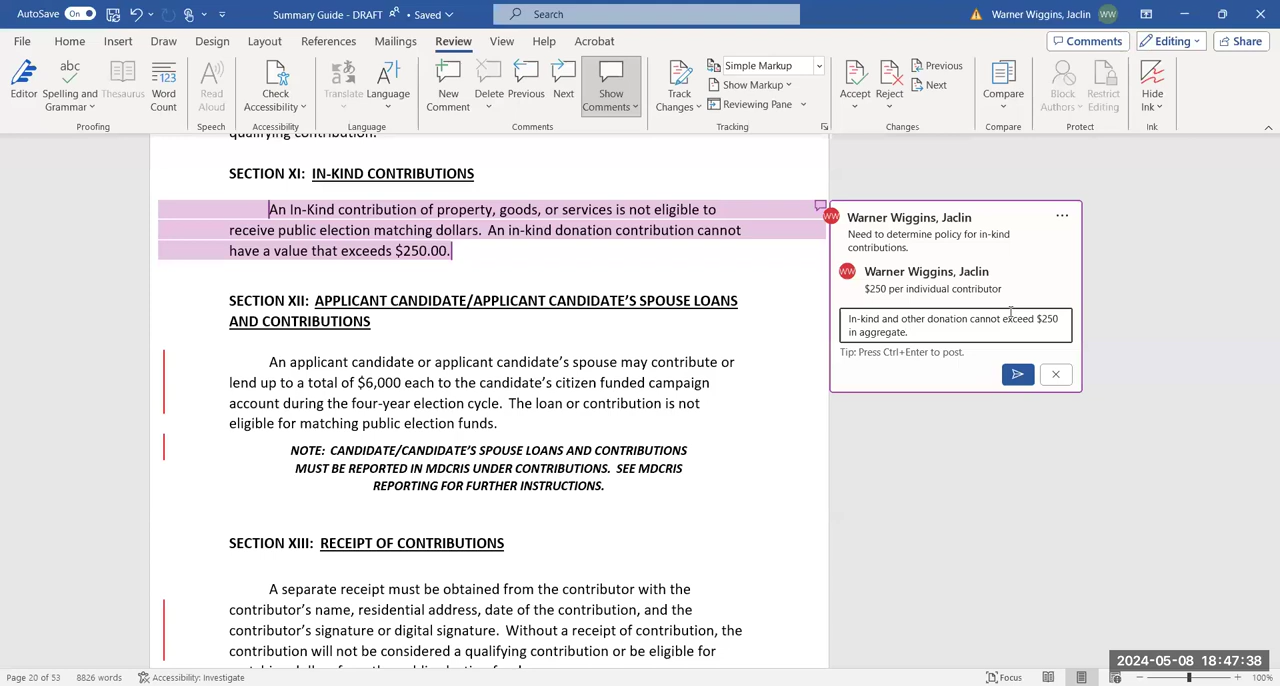 AutoSave On Summary Guide - DRAFT • Saved Search Warner Wiggins, Jaclin WW
File Home Insert Draw Design Layout References Mailings Review View Help Acrobat Comments Editing Share
Editor
abc
Spelling and
Grammar
Thesaurus
123
Word
Count
Proofing
Read
Aloud
Speech
Check
Accessibility
Accessibility
Translate
Language
Language
New
Comment
Delete
Previous
Next
Show
Comments
Comments
Track
Changes
Simple Markup
Show Markup
Reviewing Pane
Tracking
Accept
Reject
Previous
Next
Changes
Compare
Compare
Block
Authors
Restrict
Editing
Protect
Hide
Ink
Ink
qualifying contribution.
SECTION XI: IN-KIND CONTRIBUTIONS
An In-Kind contribution of property, goods, or services is not eligible to
receive public election matching dollars. An in-kind donation contribution cannot
have a value that exceeds $250.00.
SECTION XII: APPLICANT CANDIDATE/APPLICANT CANDIDATE'S SPOUSE LOANS
AND CONTRIBUTIONS
An applicant candidate or applicant candidate's spouse may contribute or
lend up to a total of $6,000 each to the candidate's citizen funded campaign
account during the four-year election cycle. The loan or contribution is not
eligible for matching public election funds.
NOTE: CANDIDATE/CANDIDATE'S SPOUSE LOANS AND CONTRIBUTIONS
MUST BE REPORTED IN MDCRIS UNDER CONTRIBUTIONS. SEE MDCRIS
REPORTING FOR FURTHER INSTRUCTIONS.
SECTION XIII: RECEIPT OF CONTRIBUTIONS
A separate receipt must be obtained from the contributor with the
contributor's name, residential address, date of the contribution, and the
contributor's signature or digital signature. Without a receipt of contribution, the
contribution will not be considered a qualifying contribution or be eligible for
WW Warner Wiggins, Jaclin
Need to determine policy for in-kind
contributions.
WW Warner Wiggins, Jaclin
$250 per individual contributor
In-kind and other donation cannot exceed $250
in aggregate.
Tip: Press Ctrl+Enter to post.
2024-05-08 18:47:38
Page 20 of 53 8826 words Accessibility: Investigate Focus 100%